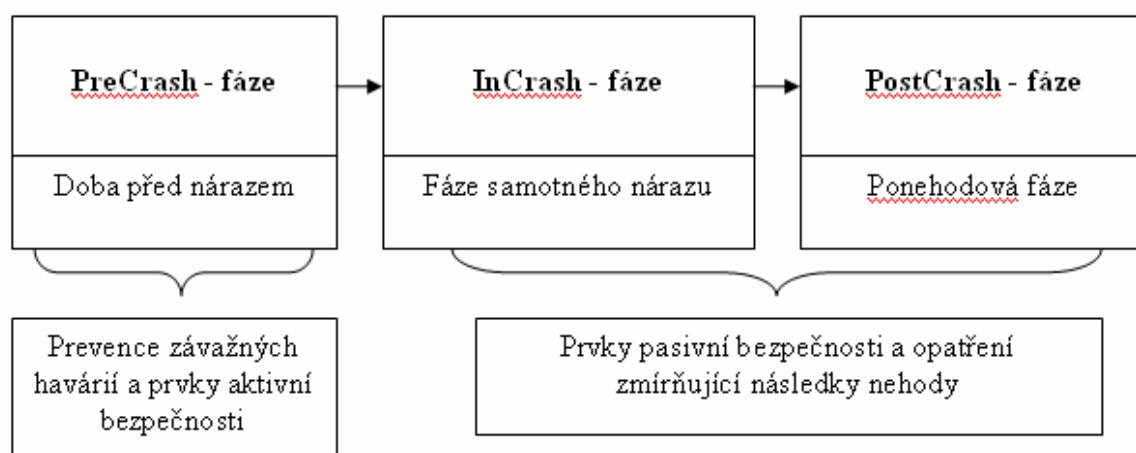 PreCrash - fáze
InCrash - fáze
PostCrash - fáze
Doba před nárazem
Fáze samotného nárazu
Ponehodová fáze
Prevence závažných
havárií a prvky aktivní
bezpečnosti
Prvky pasivní bezpečnosti a opatření
zmírňující následky nehody